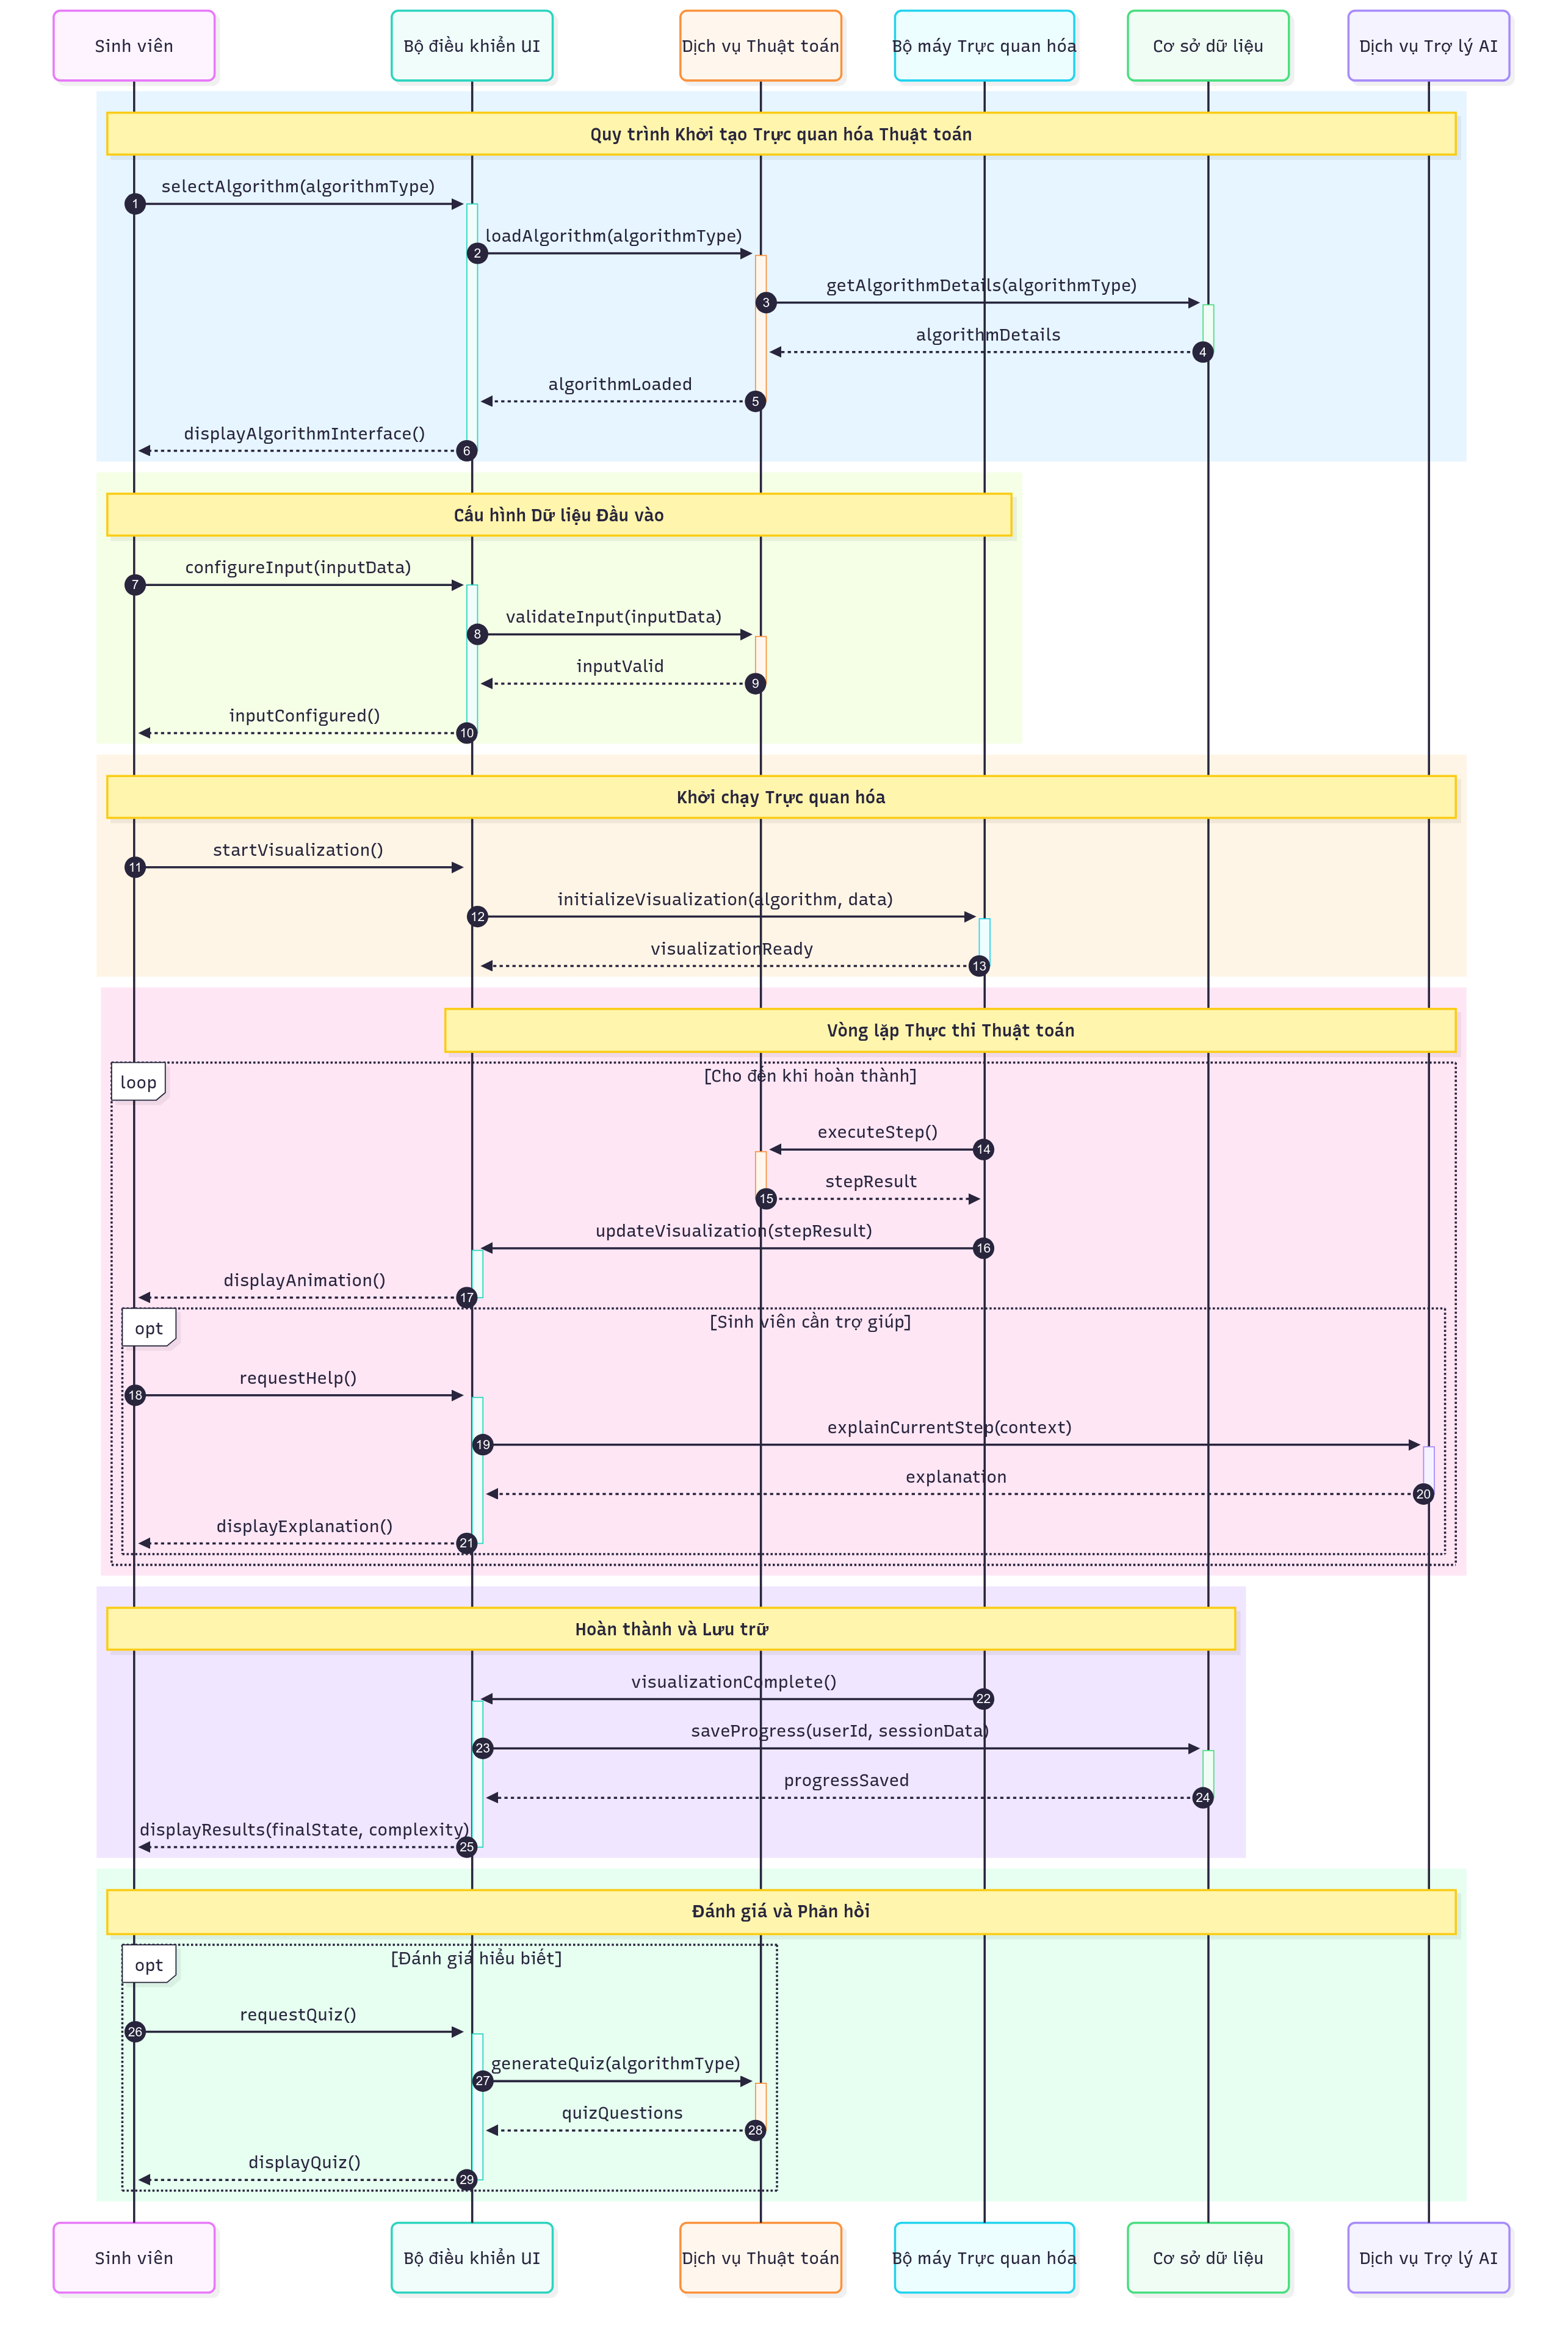 Sinh viên
Bộ điều khiển UI
Dịch vụ Thuật toán
Bộ máy Trực quan hóa
Cơ sở dữ liệu
Dịch vụ Trợ lý AI
Quy trình Khởi tạo Trực quan hóa Thuật toán
selectAlgorithm(algorithmType)
1
loadAlgorithm(algorithmType)
2
getAlgorithmDetails(algorithmType)
3
algorithmDetails
4
algorithmLoaded
5
displayAlgorithmInterface()
6
Cấu hình Dữ liệu Đầu vào
configureInput(inputData)
7
validateInput(inputData)
8
inputValid
9
inputConfigured()
10
Khởi chạy Trực quan hóa
startVisualization()
11
initializeVisualization(algorithm, data)
12
visualizationReady
13
Vòng lặp Thực thi Thuật toán
loop
[Cho đến khi hoàn thành]
executeStep()
14
stepResult
15
updateVisualization(stepResult)
16
displayAnimation()
17
opt
[Sinh viên cần trợ giúp]
requestHelp()
18
explainCurrentStep(context)
19
explanation
20
displayExplanation()
21
Hoàn thành và Lưu trữ
visualizationComplete()
22
saveProgress(userId, sessionData)
23
progressSaved
24
displayResults(finalState, complexity)
25
Đánh giá và Phản hồi
opt
[Đánh giá hiểu biết]
requestQuiz()
26
generateQuiz(algorithmType)
27
quizQuestions
28
displayQuiz()
29
Sinh viên
Bộ điều khiển UI
Dịch vụ Thuật toán
Bộ máy Trực quan hóa
Cơ sở dữ liệu
Dịch vụ Trợ lý AI